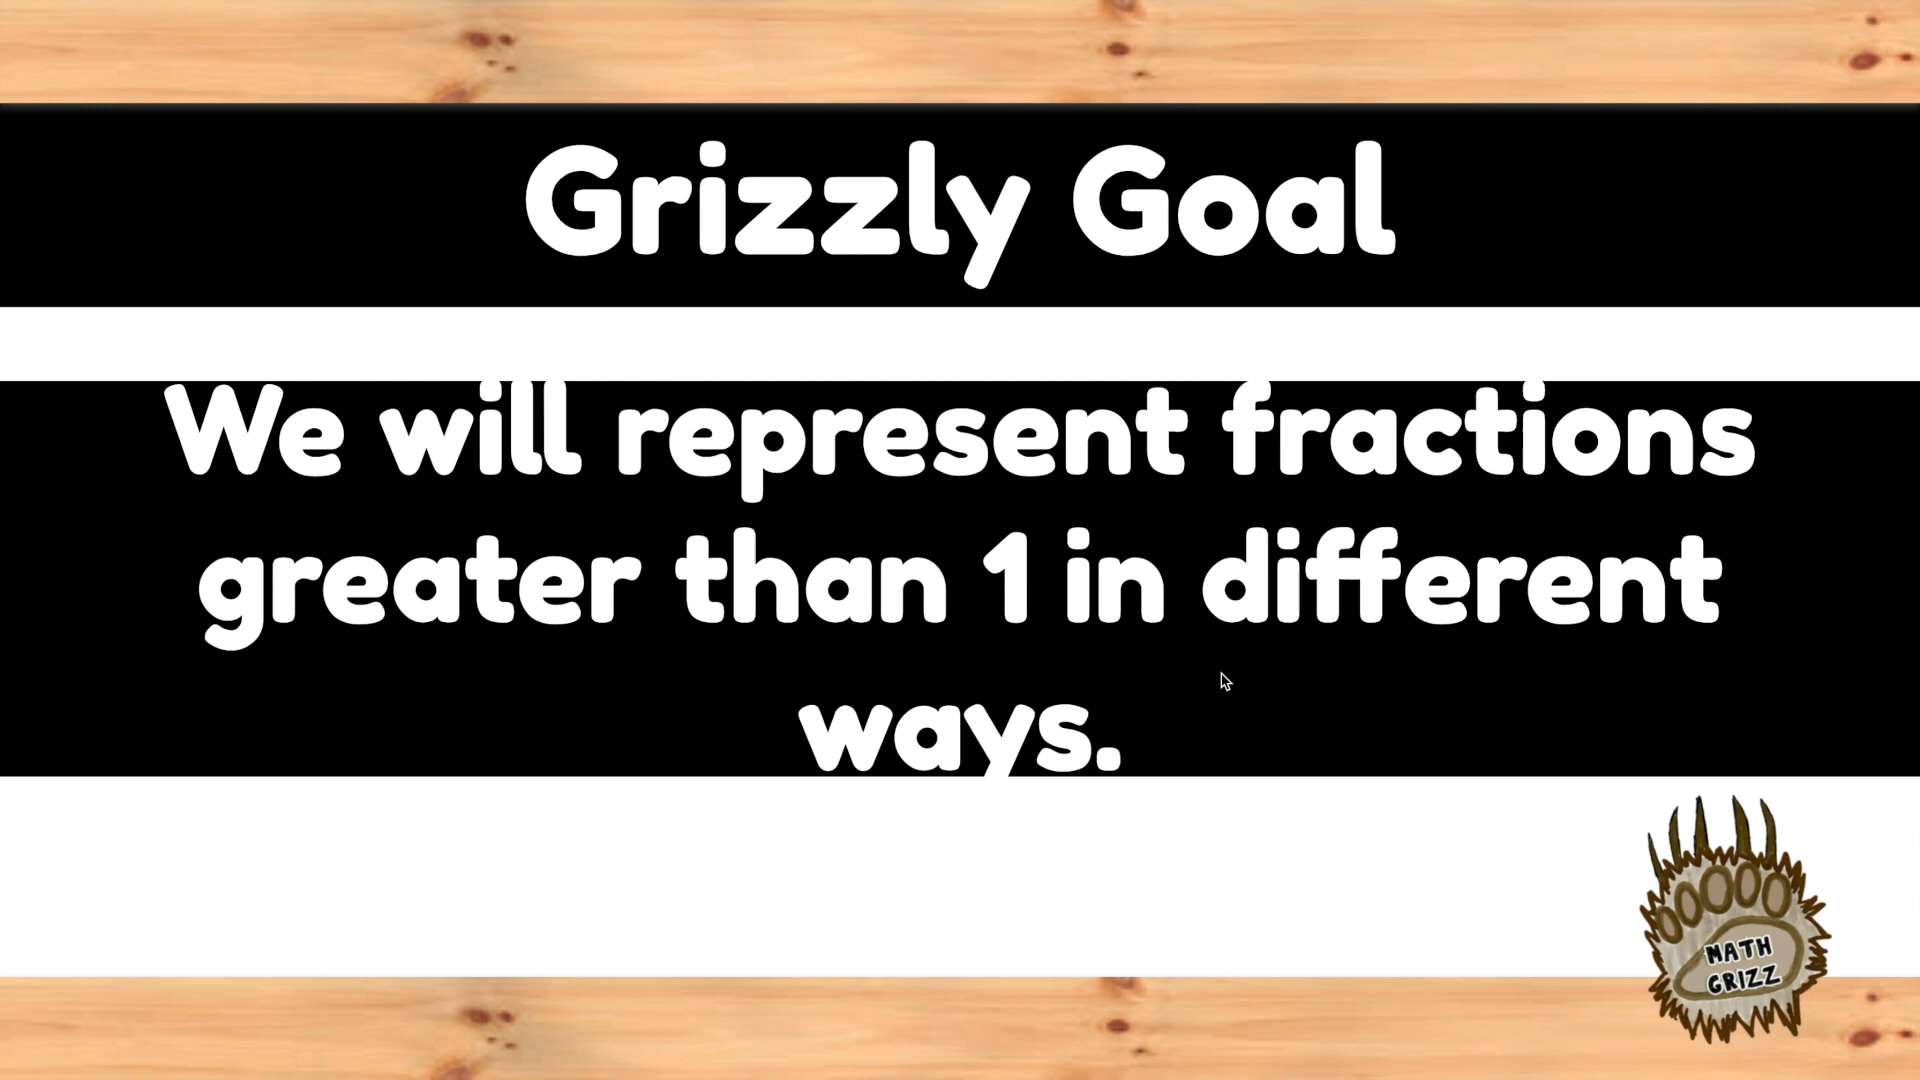 Grizzly Goal
We will represent fractions
greater than 1 in different
ways.
MATH
GRIZZ